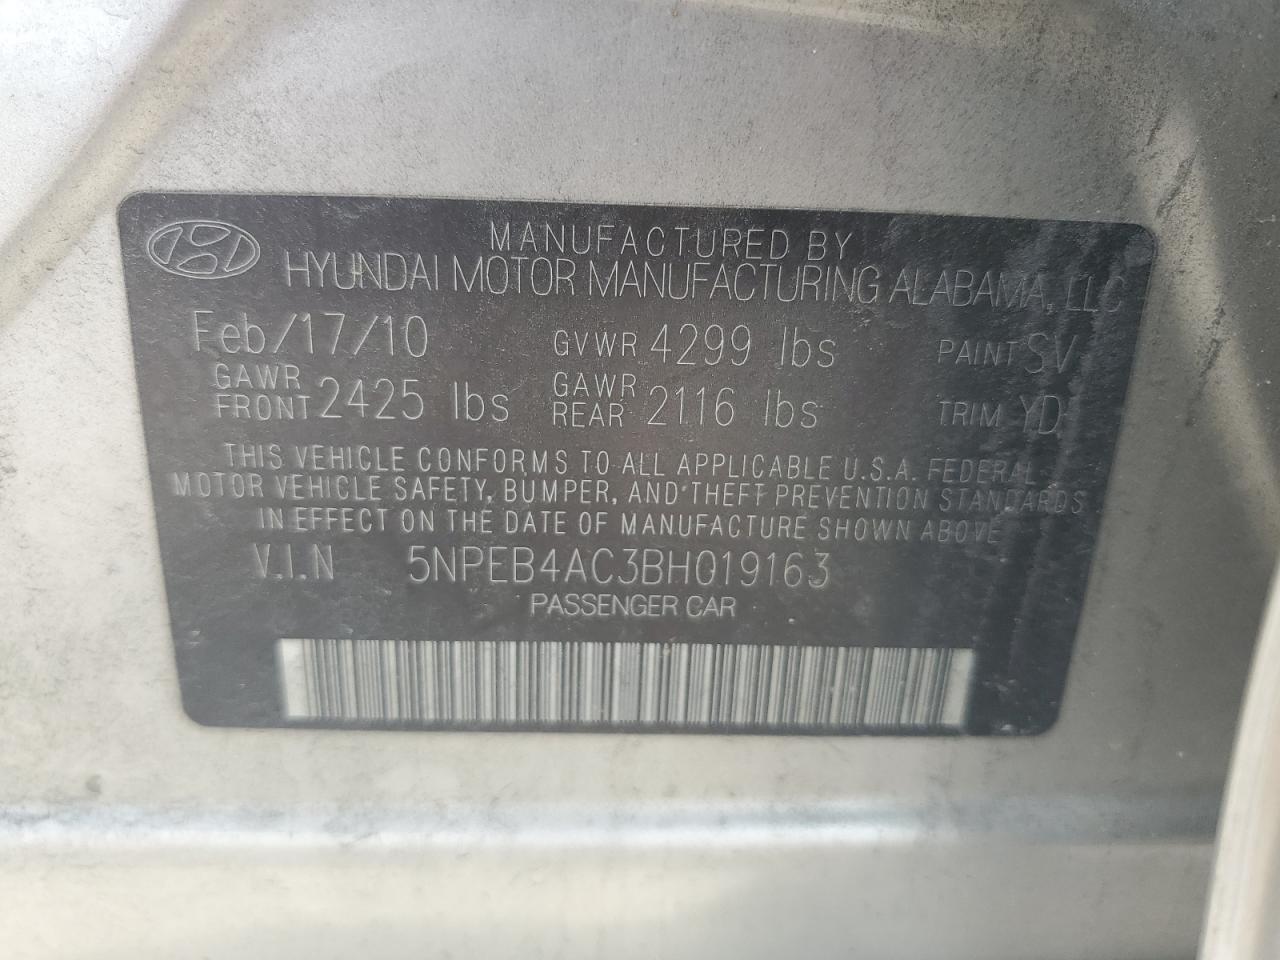 MANUFACTURED BY
HYUNDAI MOTOR MANUFACTURING ALABAMA, LLC
Feb/17/10 GVWR 4299 lbs PAINT SV
GAWR FRONT 2425 lbs GAWR REAR 2116 lbs TRIM YD
THIS VEHICLE CONFORMS TO ALL APPLICABLE U.S.A. FEDERAL
MOTOR VEHICLE SAFETY, BUMPER, AND THEFT PREVENTION STANDARDS
IN EFFECT ON THE DATE OF MANUFACTURE SHOWN ABOVE
V.I.N 5NPEB4AC3BH019163
PASSENGER CAR